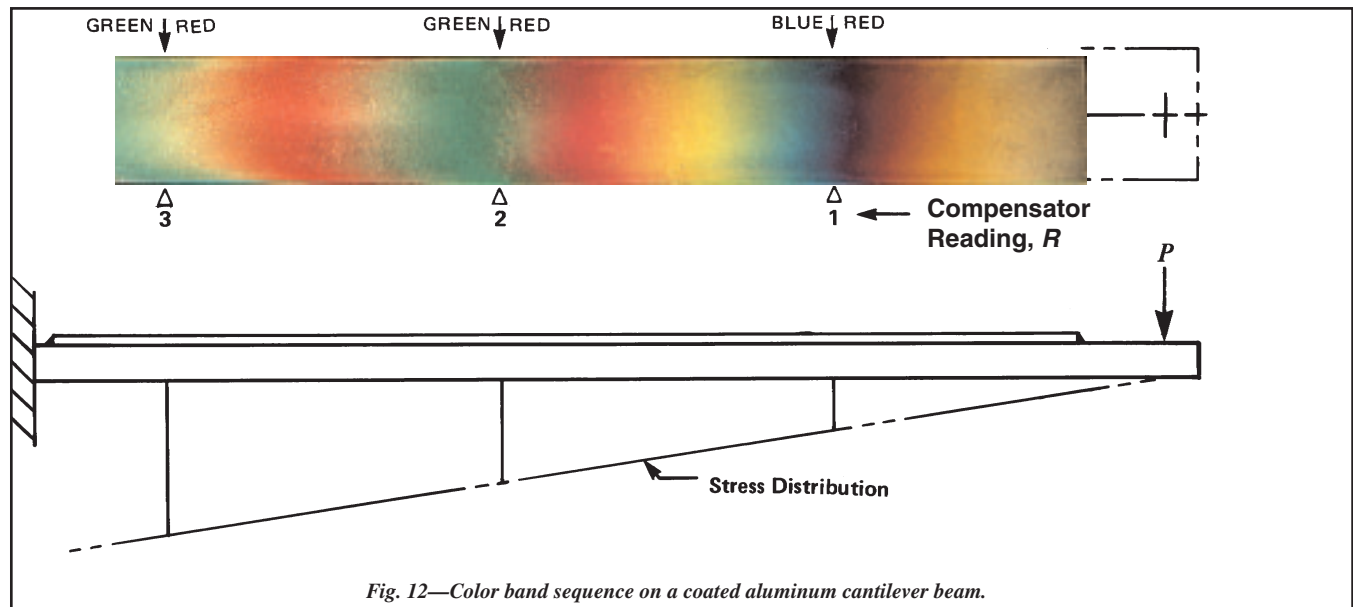 GREEN RED GREEN RED BLUE RED
3 2 1 Compensator
Reading, R
P
Stress Distribution
Fig. 12—Color band sequence on a coated aluminum cantilever beam.